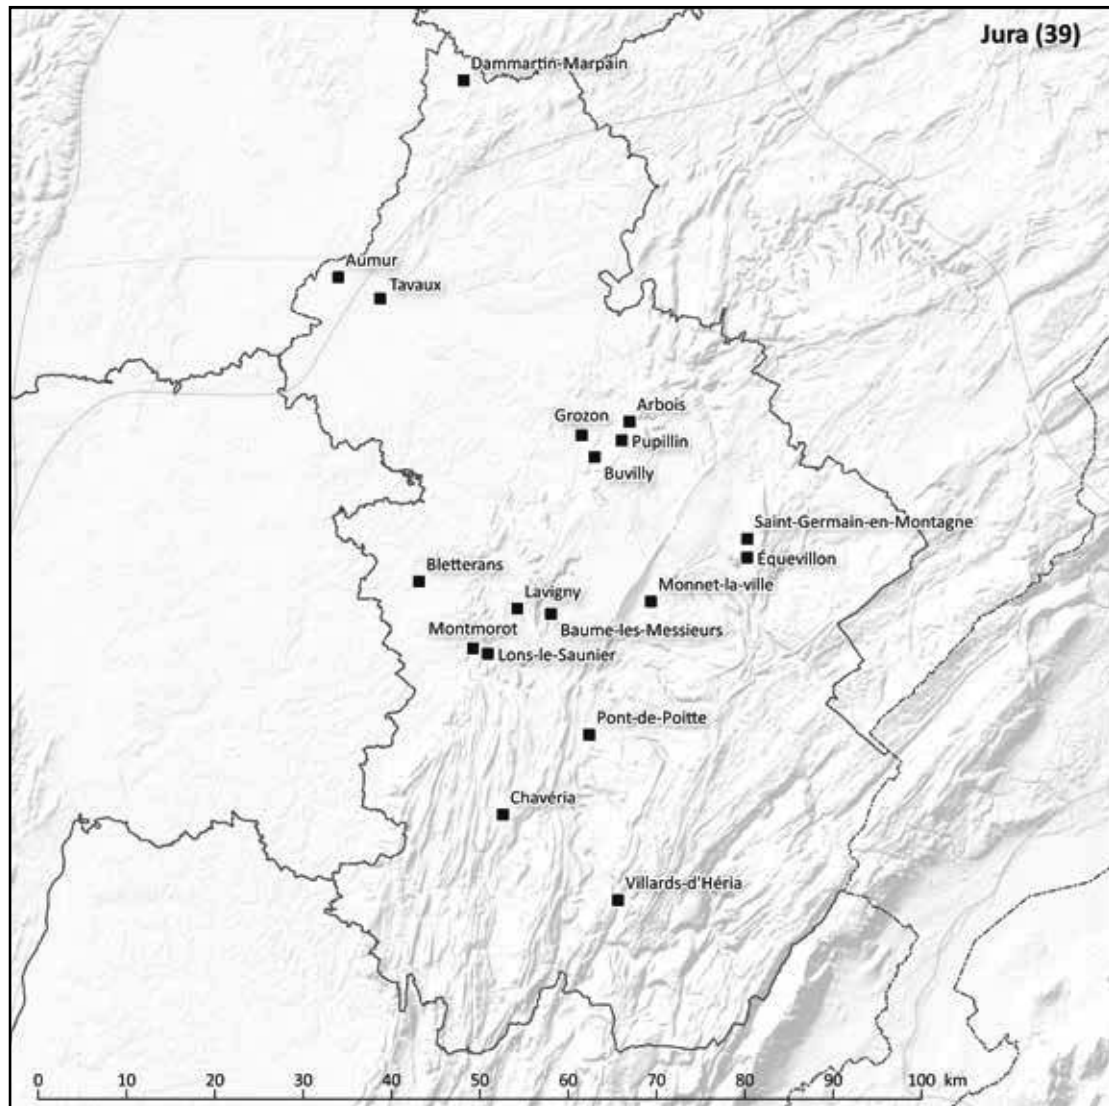 Jura (39)
Dammartin-Marpain
Aumur
Tavaux
Arbois
Grozon
Pupillin
Buvilly
Saint-Germain-en-Montagne
Équevillon
Bletterans
Monnet-la-ville
Lavigny
Baume-les-Messieurs
Montmorot
Lons-le-Saunier
Pont-de-Poitte
Chavéria
Villards-d'Héria
0 10 20 30 40 50 60 70 80 90 100 km